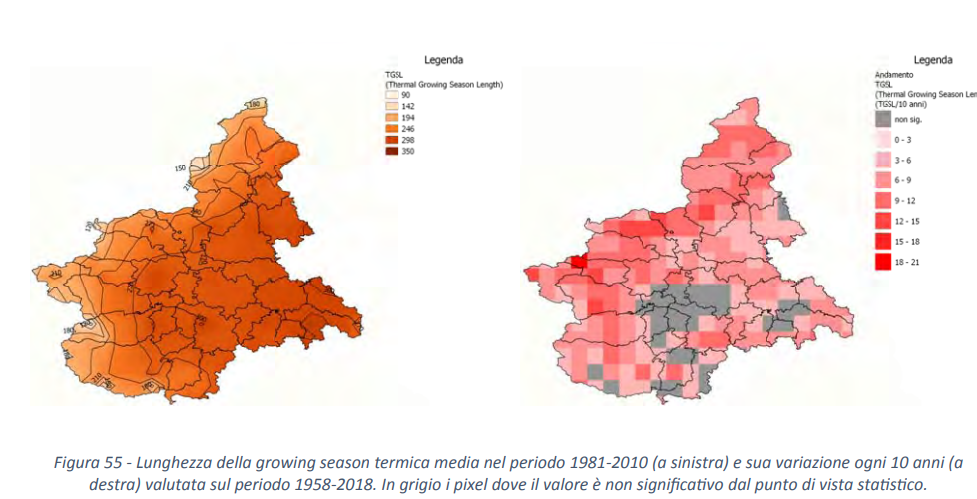 Legenda
TGSL
(Thermal Growing Season Length)
90
142
194
246
298
350
180
150
Legenda
Andamento
TGSL
(Thermal Growing Season Len
(TGSL/10 anni)
non sig.
0 - 3
3 - 6
6 - 9
9 - 12
12 - 15
15 - 18
18 - 21
Figura 55 - Lunghezza della growing season termica media nel periodo 1981-2010 (a sinistra) e sua variazione ogni 10 anni (a
destra) valutata sul periodo 1958-2018. In grigio i pixel dove il valore è non significativo dal punto di vista statistico.